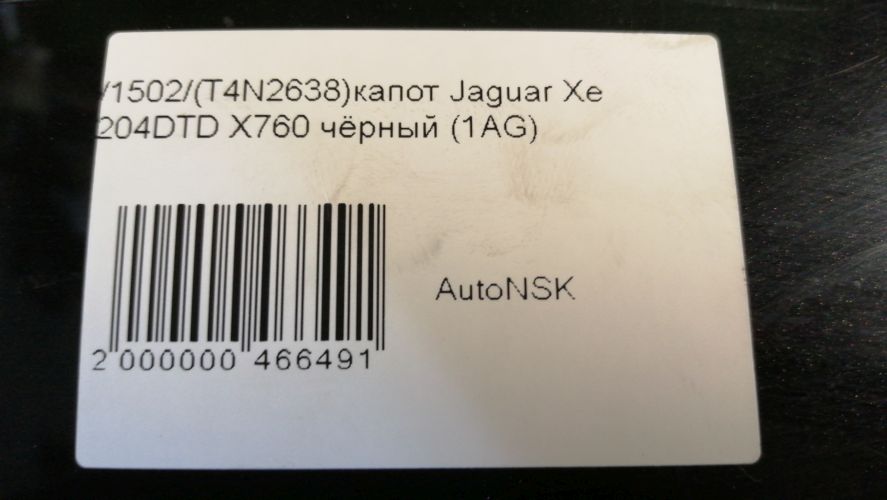 /1502/(T4N2638)капот Jaguar Xe
204DTD X760 чёрный (1AG)
AutoNSK
2 000000 466491